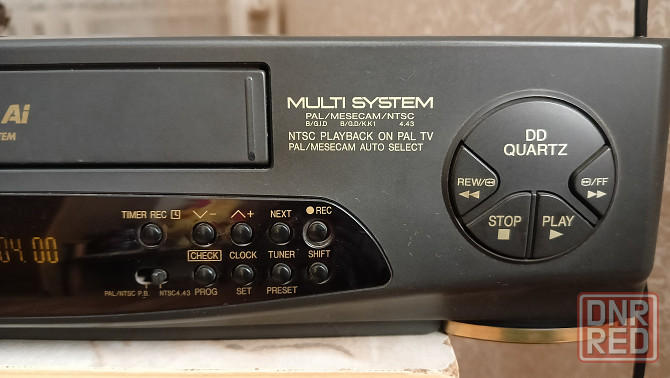 Ai
MULTI SYSTEM
PAL/MESECAM/NTSC
B/G.I.D B/G.D/K.K1 4.43
NTSC PLAYBACK ON PAL TV
PAL/MESECAM AUTO SELECT
DD
QUARTZ
REW/
/FF
STOP
PLAY
TIMER REC
− + NEXT REC
04:00
CHECK CLOCK TUNER SHIFT
PAL/NTSC P.B. NTSC4.43
PROG SET PRESET
DNR
RED